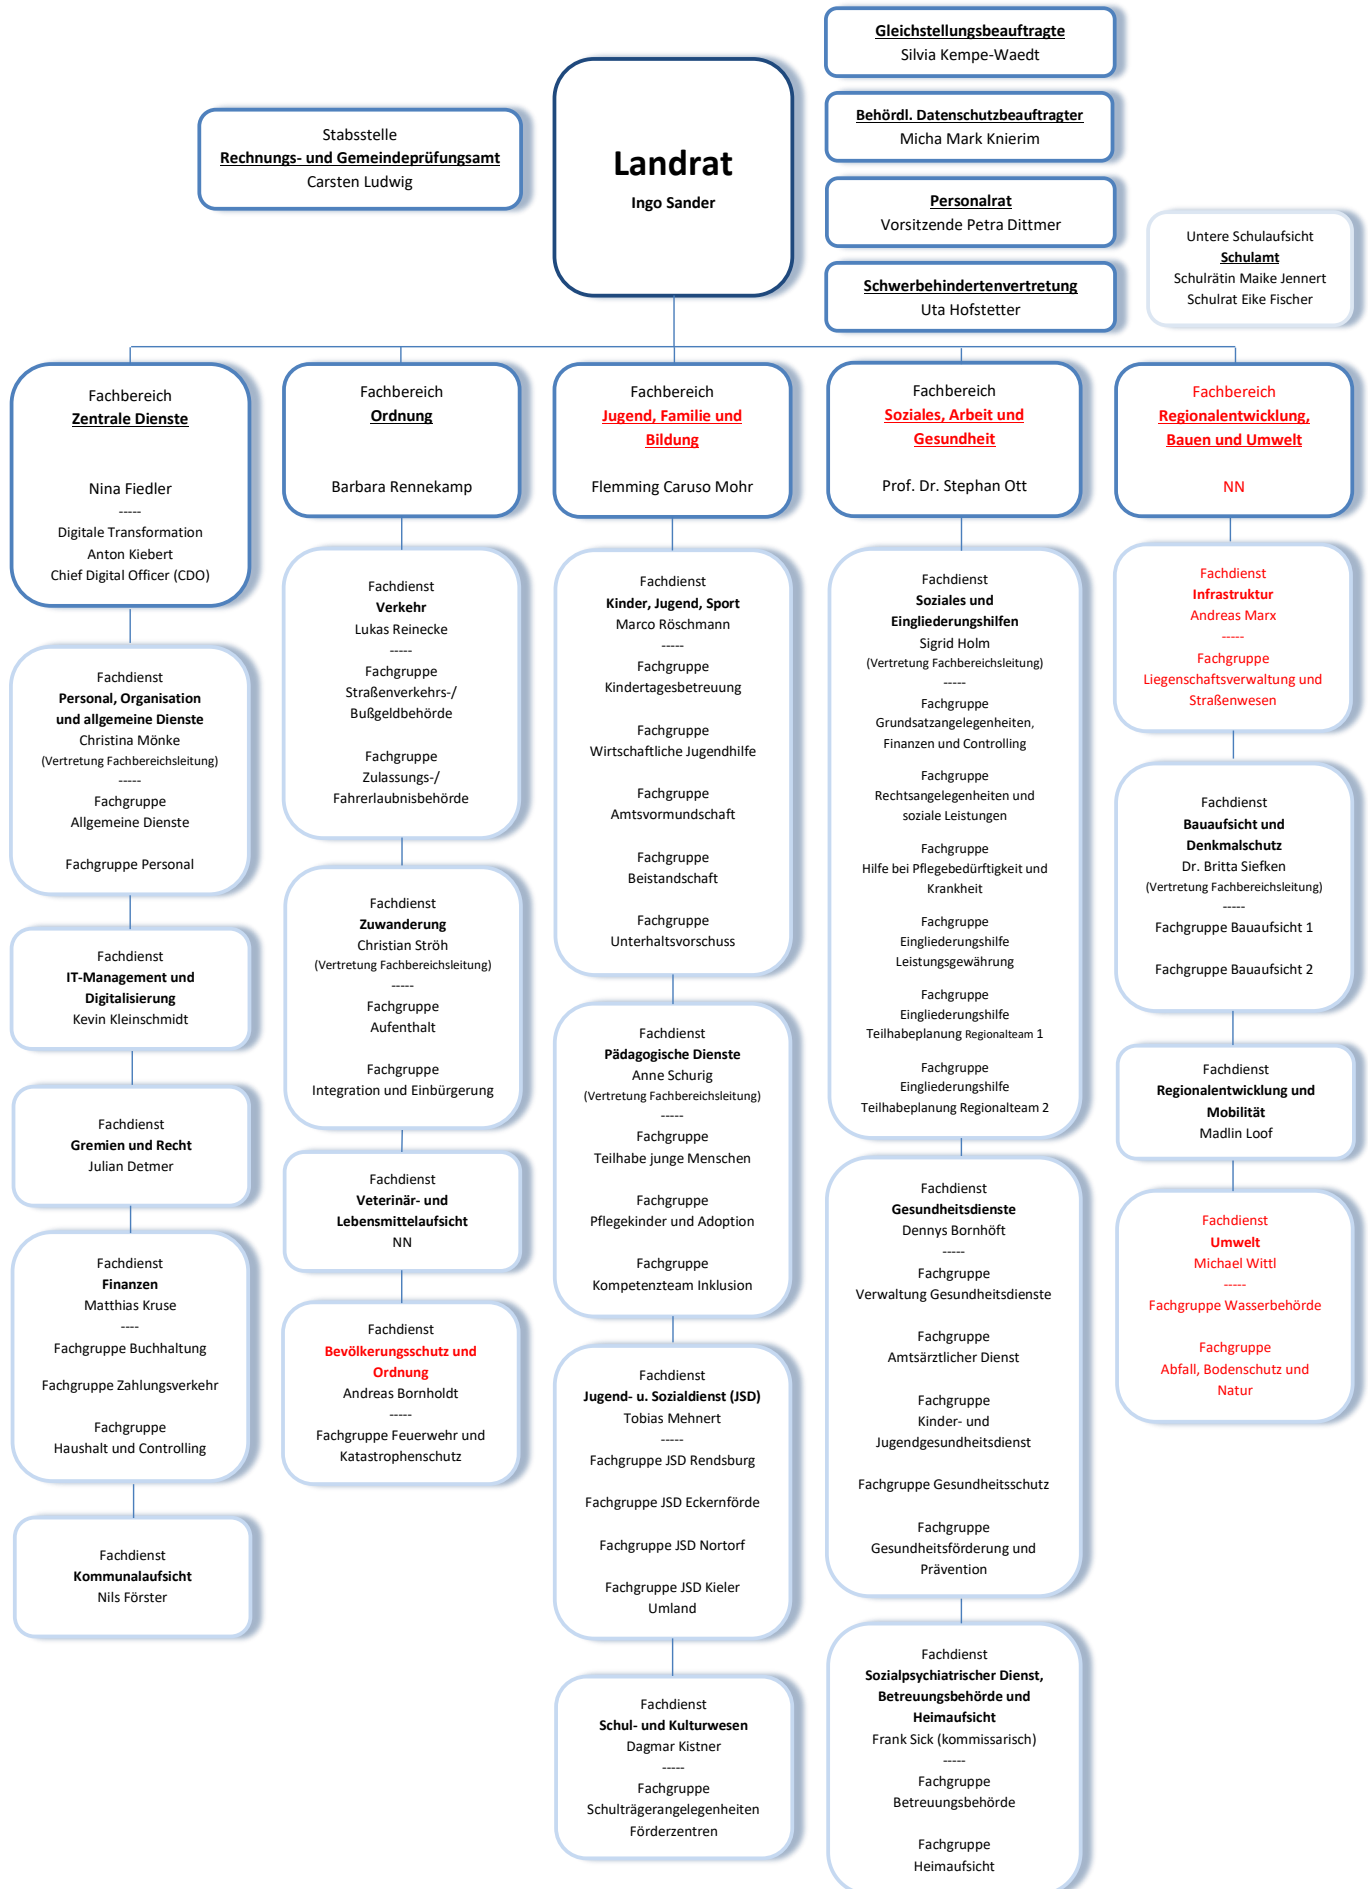 Gleichstellungsbeauftragte
Silvia Kempe-Waedt
Behördl. Datenschutzbeauftragter
Micha Mark Knierim
Stabsstelle
Rechnungs- und Gemeindeprüfungsamt
Carsten Ludwig
Landrat
Ingo Sander
Personalrat
Vorsitzende Petra Dittmer
Schwerbehindertenvertretung
Uta Hofstetter
Untere Schulaufsicht
Schulamt
Schulrätin Maike Jennert
Schulrat Eike Fischer
Fachbereich
Zentrale Dienste
Nina Fiedler
-----
Digitale Transformation
Anton Kiebert
Chief Digital Officer (CDO)
Fachdienst
Personal, Organisation
und allgemeine Dienste
Christina Mönke
(Vertretung Fachbereichsleitung)
-----
Fachgruppe
Allgemeine Dienste
Fachgruppe Personal
Fachdienst
IT-Management und
Digitalisierung
Kevin Kleinschmidt
Fachdienst
Gremien und Recht
Julian Detmer
Fachdienst
Finanzen
Matthias Kruse
----
Fachgruppe Buchhaltung
Fachgruppe Zahlungsverkehr
Fachgruppe
Haushalt und Controlling
Fachdienst
Kommunalaufsicht
Nils Förster
Fachbereich
Ordnung
Barbara Rennekamp
Fachdienst
Verkehr
Lukas Reinecke
-----
Fachgruppe
Straßenverkehrs-/
Bußgeldbehörde
Fachgruppe
Zulassungs-/
Fahrerlaubnisbehörde
Fachdienst
Zuwanderung
Christian Ströh
(Vertretung Fachbereichsleitung)
-----
Fachgruppe
Aufenthalt
Fachgruppe
Integration und Einbürgerung
Fachdienst
Veterinär- und
Lebensmittelaufsicht
NN
Fachdienst
Bevölkerungsschutz und
Ordnung
Andreas Bornholdt
-----
Fachgruppe Feuerwehr und
Katastrophenschutz
Fachbereich
Jugend, Familie und
Bildung
Flemming Caruso Mohr
Fachdienst
Kinder, Jugend, Sport
Marco Röschmann
-----
Fachgruppe
Kindertagesbetreuung
Fachgruppe
Wirtschaftliche Jugendhilfe
Fachgruppe
Amtsvormundschaft
Fachgruppe
Beistandschaft
Fachgruppe
Unterhaltsvorschuss
Fachdienst
Pädagogische Dienste
Anne Schurig
(Vertretung Fachbereichsleitung)
-----
Fachgruppe
Teilhabe junge Menschen
Fachgruppe
Pflegekinder und Adoption
Fachgruppe
Kompetenzteam Inklusion
Fachdienst
Jugend- u. Sozialdienst (JSD)
Tobias Mehnert
-----
Fachgruppe JSD Rendsburg
Fachgruppe JSD Eckernförde
Fachgruppe JSD Nortorf
Fachgruppe JSD Kieler
Umland
Fachdienst
Schul- und Kulturwesen
Dagmar Kistner
-----
Fachgruppe
Schulträgerangelegenheiten
Förderzentren
Fachbereich
Soziales, Arbeit und
Gesundheit
Prof. Dr. Stephan Ott
Fachdienst
Soziales und
Eingliederungshilfen
Sigrid Holm
(Vertretung Fachbereichsleitung)
-----
Fachgruppe
Grundsatzangelegenheiten,
Finanzen und Controlling
Fachgruppe
Rechtsangelegenheiten und
soziale Leistungen
Fachgruppe
Hilfe bei Pflegebedürftigkeit und
Krankheit
Fachgruppe
Eingliederungshilfe
Leistungsgewährung
Fachgruppe
Eingliederungshilfe
Teilhabeplanung Regionalteam 1
Fachgruppe
Eingliederungshilfe
Teilhabeplanung Regionalteam 2
Fachdienst
Gesundheitsdienste
Dennys Bornhöft
-----
Fachgruppe
Verwaltung Gesundheitsdienste
Fachgruppe
Amtsärztlicher Dienst
Fachgruppe
Kinder- und
Jugendgesundheitsdienst
Fachgruppe Gesundheitsschutz
Fachgruppe
Gesundheitsförderung und
Prävention
Fachdienst
Sozialpsychiatrischer Dienst,
Betreuungsbehörde und
Heimaufsicht
Frank Sick (kommissarisch)
-----
Fachgruppe
Betreuungsbehörde
Fachgruppe
Heimaufsicht
Fachbereich
Regionalentwicklung,
Bauen und Umwelt
NN
Fachdienst
Infrastruktur
Andreas Marx
-----
Fachgruppe
Liegenschaftsverwaltung und
Straßenwesen
Fachdienst
Bauaufsicht und
Denkmalschutz
Dr. Britta Siefken
(Vertretung Fachbereichsleitung)
-----
Fachgruppe Bauaufsicht 1
Fachgruppe Bauaufsicht 2
Fachdienst
Regionalentwicklung und
Mobilität
Madlin Loof
Fachdienst
Umwelt
Michael Wittl
-----
Fachgruppe Wasserbehörde
Fachgruppe
Abfall, Bodenschutz und
Natur